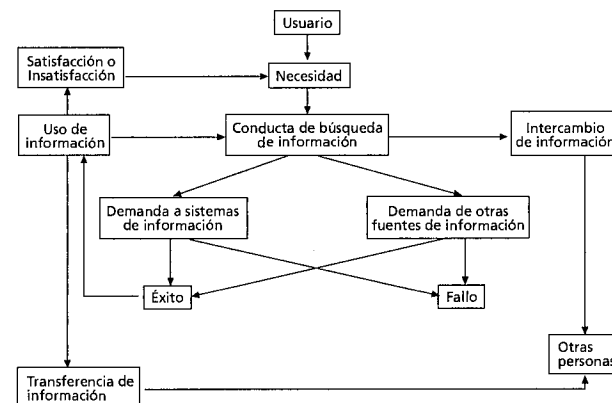 Usuario
Satisfacción o
Insatisfacción
Necesidad
Uso de
información
Conducta de búsqueda
de información
Intercambio
de información
Demanda a sistemas
de información
Demanda de otras
fuentes de información
Éxito
Fallo
Otras
personas
Transferencia de
información